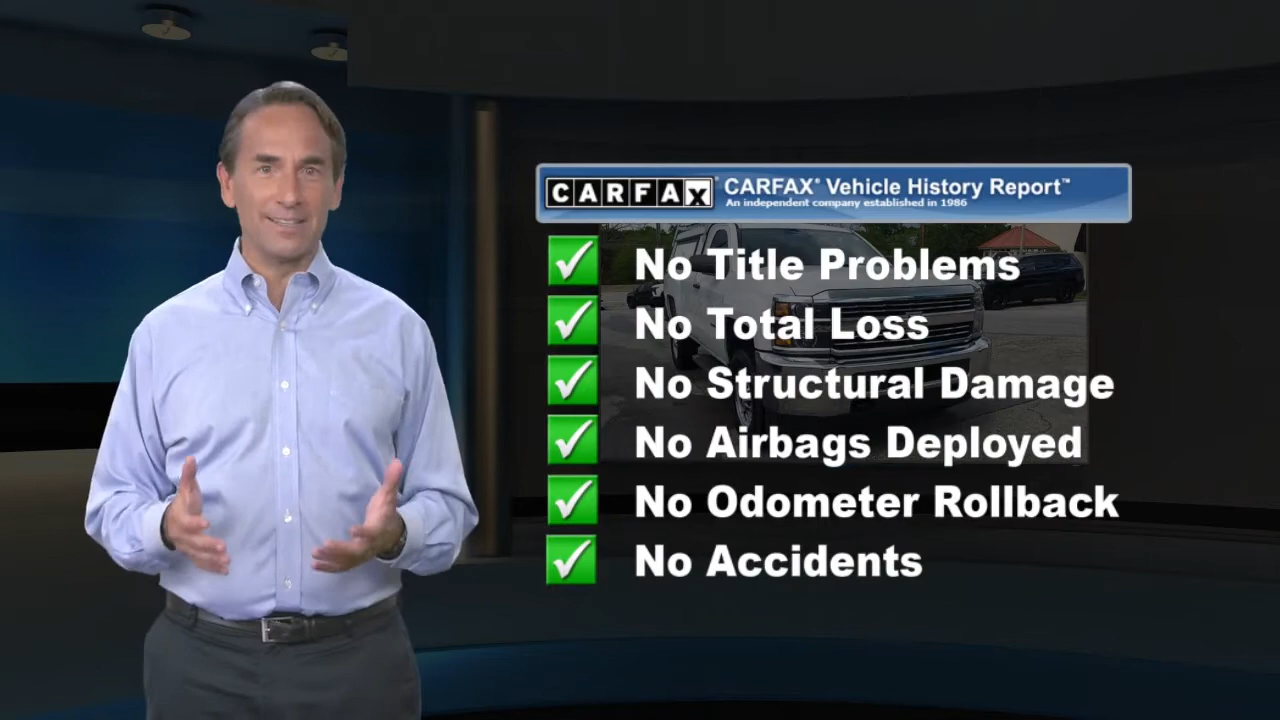 CARFAX® CARFAX® Vehicle History Report™
An independent company established in 1986
No Title Problems
No Total Loss
No Structural Damage
No Airbags Deployed
No Odometer Rollback
No Accidents